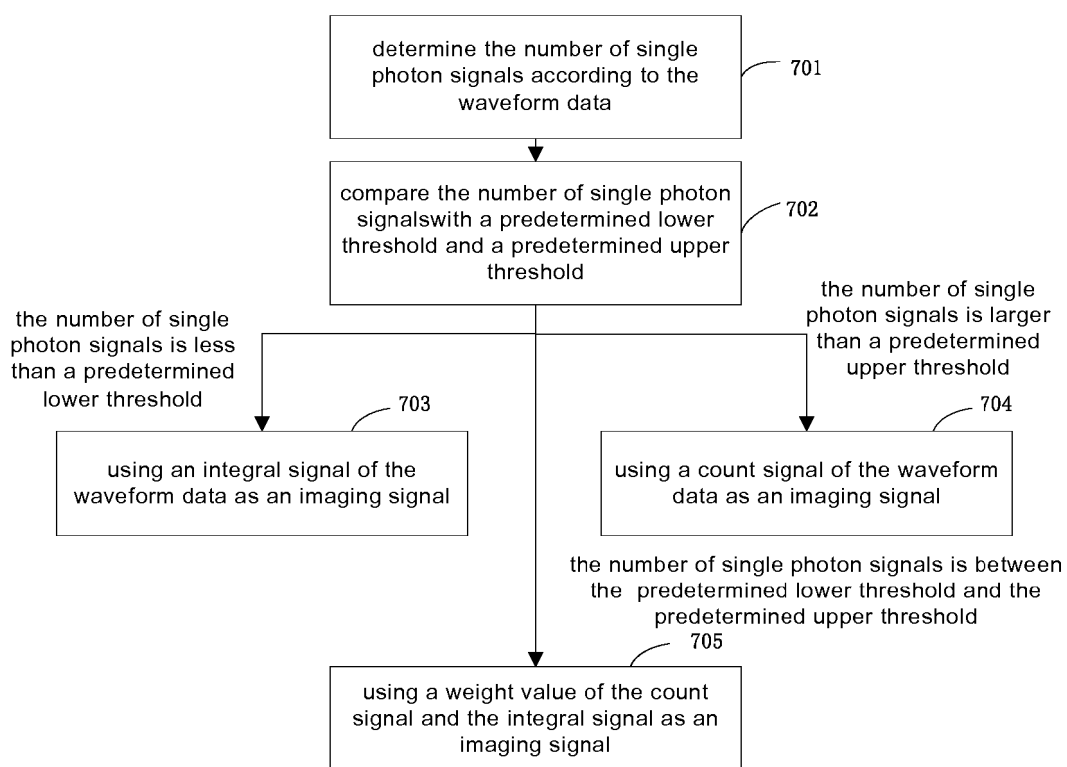 determine the number of single
photon signals according to the
waveform data
701
compare the number of single photon
signalswith a predetermined lower
threshold and a predetermined upper
threshold
702
the number of single
photon signals is less
than a predetermined
lower threshold
the number of single
photon signals is larger
than a predetermined
upper threshold
703
using an integral signal of the
waveform data as an imaging signal
704
using a count signal of the waveform
data as an imaging signal
the number of single photon signals is between
the predetermined lower threshold and the
predetermined upper threshold
705
using a weight value of the count
signal and the integral signal as an
imaging signal